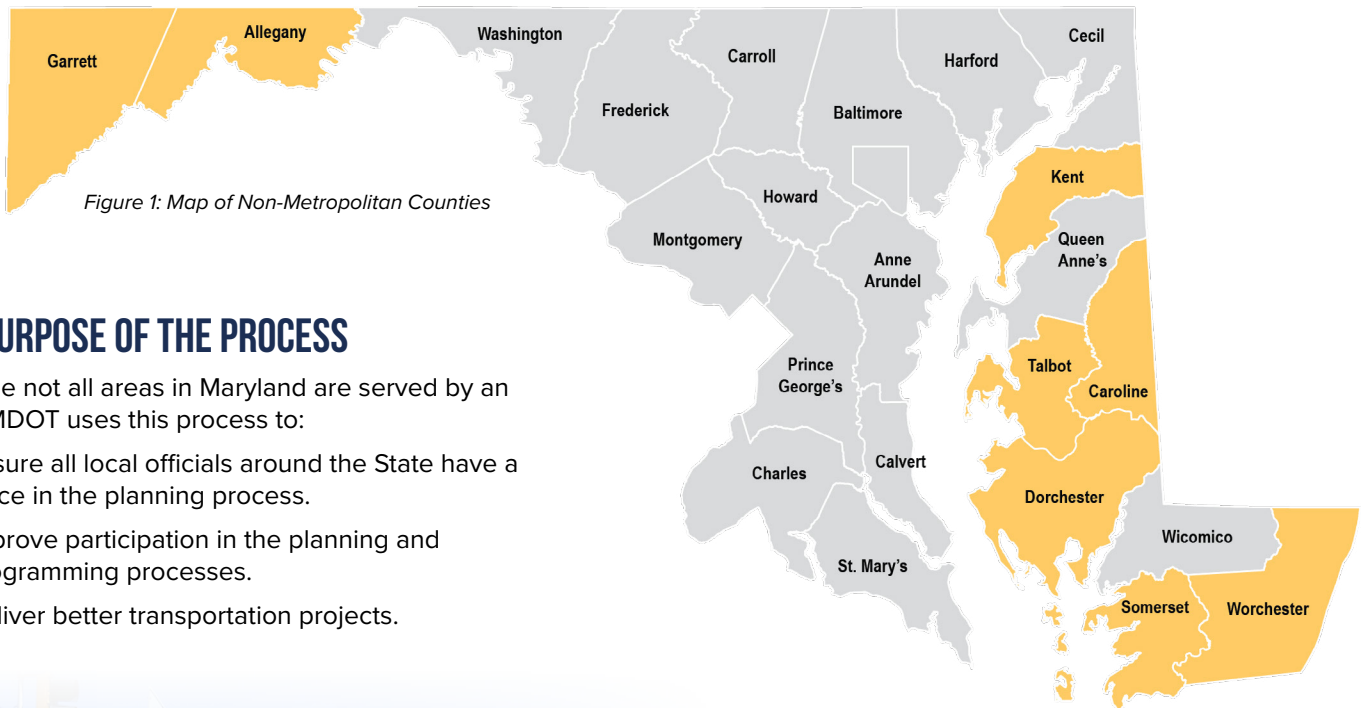 Garrett
Allegany
Washington
Frederick
Carroll
Baltimore
Harford
Cecil
Howard
Montgomery
Anne
Arundel
Kent
Queen
Anne's
Prince
George's
Talbot
Caroline
Charles
Calvert
Dorchester
St. Mary's
Wicomico
Somerset
Worchester
Figure 1: Map of Non-Metropolitan Counties
URPOSE OF THE PROCESS
e not all areas in Maryland are served by an
MDOT uses this process to:
sure all local officials around the State have a
ice in the planning process.
prove participation in the planning and
ogramming processes.
liver better transportation projects.